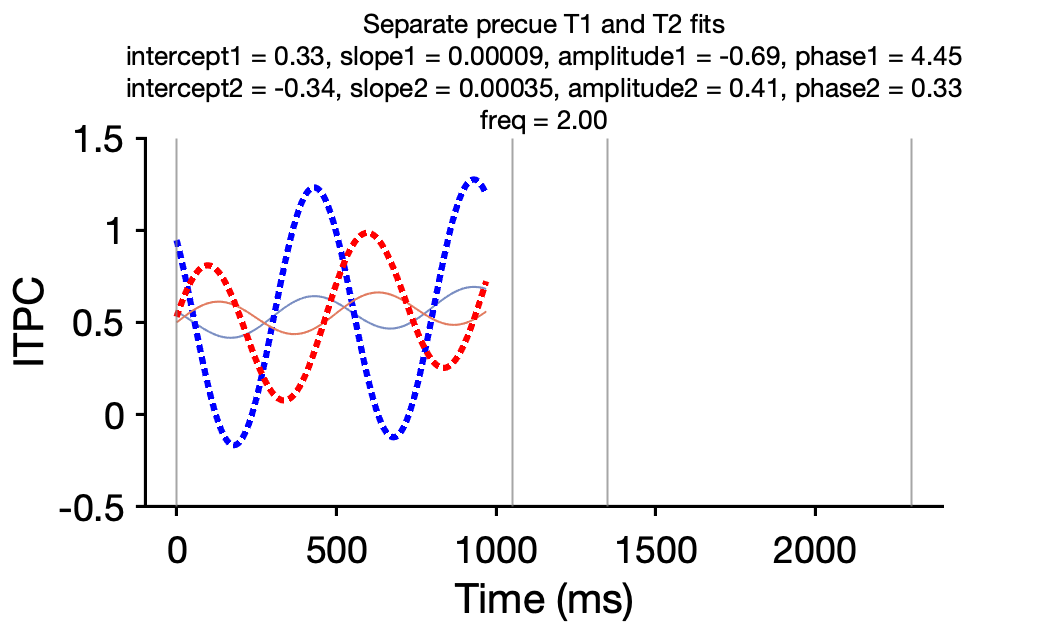 Separate precue T1 and T2 fits
intercept1 = 0.33, slope1 = 0.00009, amplitude1 = -0.69, phase1 = 4.45
intercept2 = -0.34, slope2 = 0.00035, amplitude2 = 0.41, phase2 = 0.33
freq = 2.00
1.5
1
0.5
0
-0.5
ITPC
0 500 1000 1500 2000
Time (ms)